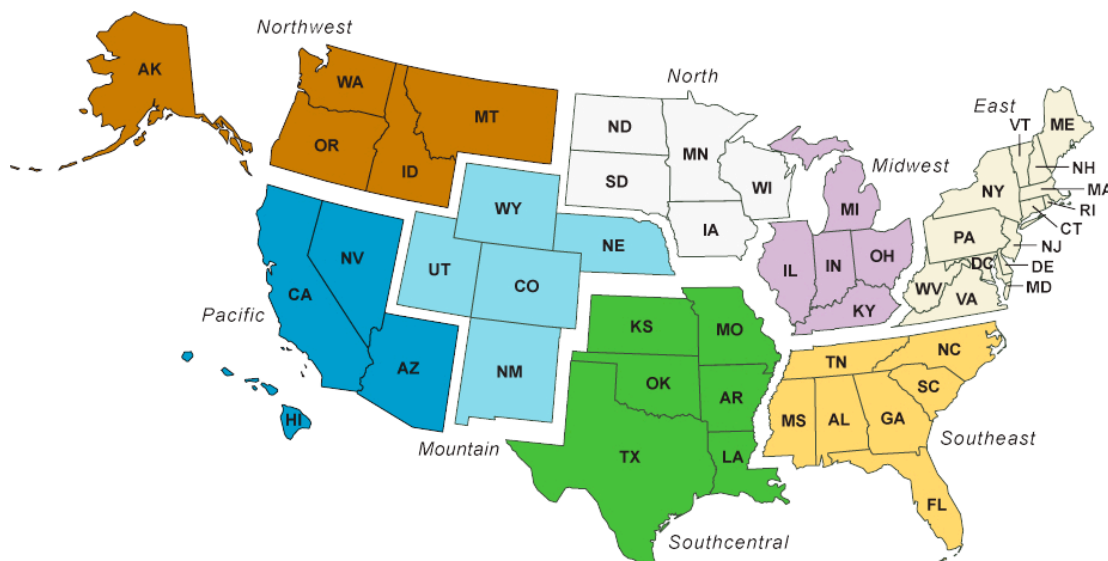 Northwest
North
AK
WA
MT
OR
ID
ND
MN
SD
WI
IA
East
VT
ME
NH
MA
NY
RI
CT
PA
NJ
DC
DE
MD
WV
VA
Midwest
MI
IL
IN
OH
KY
WY
NE
UT
CO
NM
Mountain
NV
CA
Pacific
AZ
HI
KS
MO
OK
AR
TX
LA
Southcentral
TN
NC
SC
MS
AL
GA
Southeast
FL